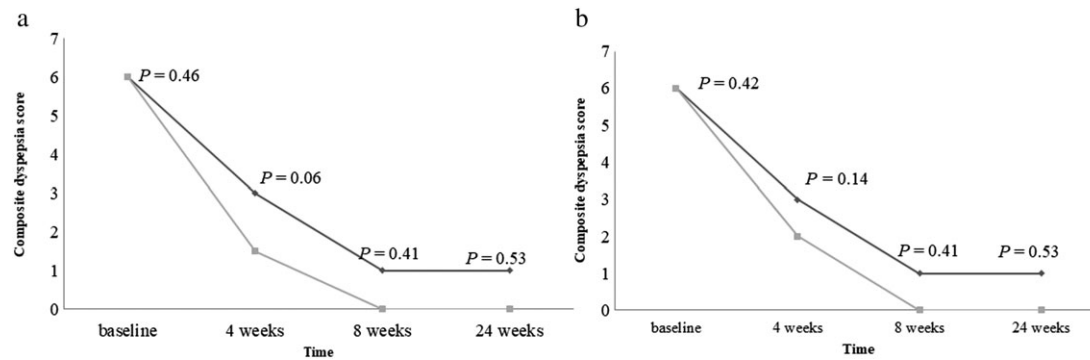 a
Composite dyspepsia score
7
6
5
4
3
2
1
0
P = 0.46
P = 0.06
P = 0.41
P = 0.53
baseline
4 weeks
8 weeks
24 weeks
Time
b
Composite dyspepsia score
7
6
5
4
3
2
1
0
P = 0.42
P = 0.14
P = 0.41
P = 0.53
baseline
4 weeks
8 weeks
24 weeks
Time